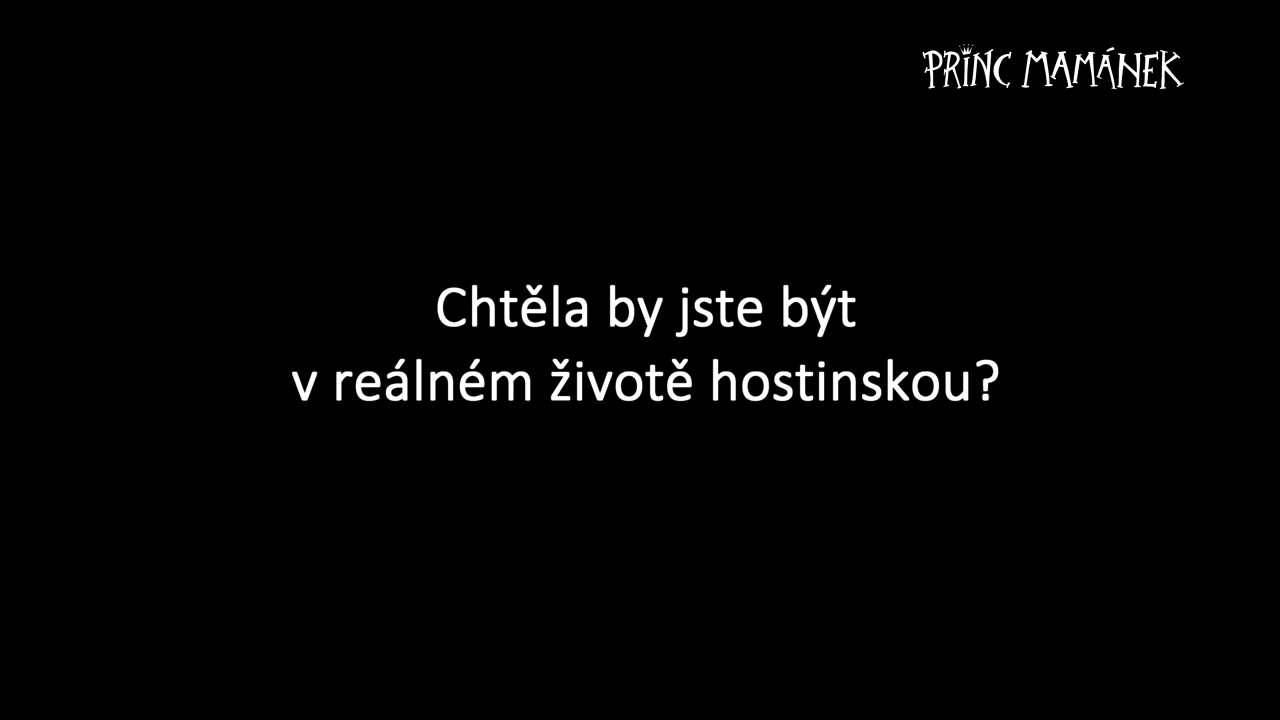 PRINC MAMÁNEK
Chtěla by jste být
v reálném životě hostinskou?